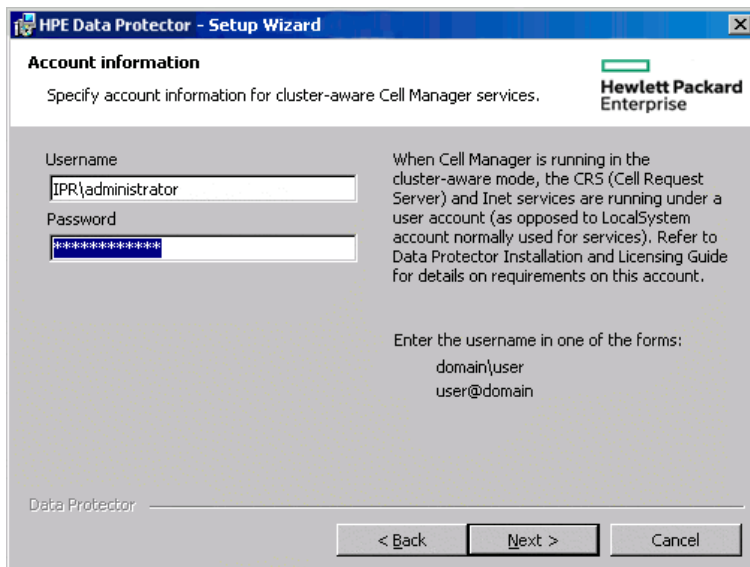 HPE Data Protector - Setup Wizard
Account information
Specify account information for cluster-aware Cell Manager services.
Hewlett Packard
Enterprise
Username
IPR\administrator
Password
************
When Cell Manager is running in the
cluster-aware mode, the CRS (Cell Request
Server) and Inet services are running under a
user account (as opposed to LocalSystem
account normally used for services). Refer to
Data Protector Installation and Licensing Guide
for details on requirements on this account.
Enter the username in one of the forms:
domain\user
user@domain
Data Protector
< Back
Next >
Cancel